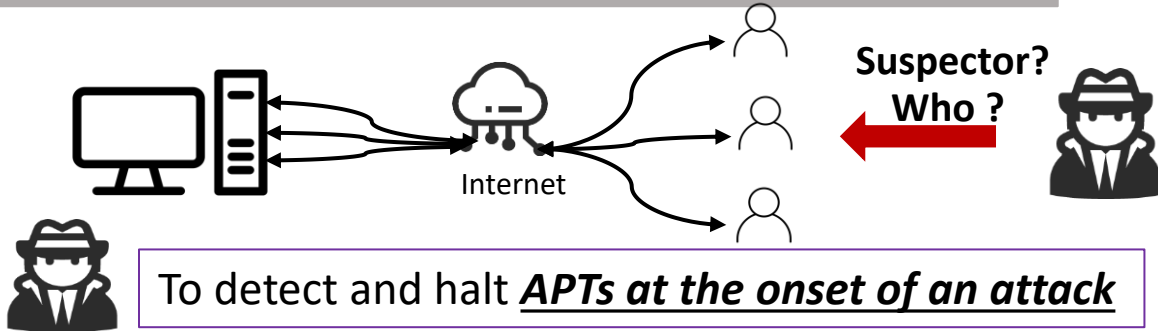 Suspector?
Who ?
Internet
To detect and halt APTs at the onset of an attack